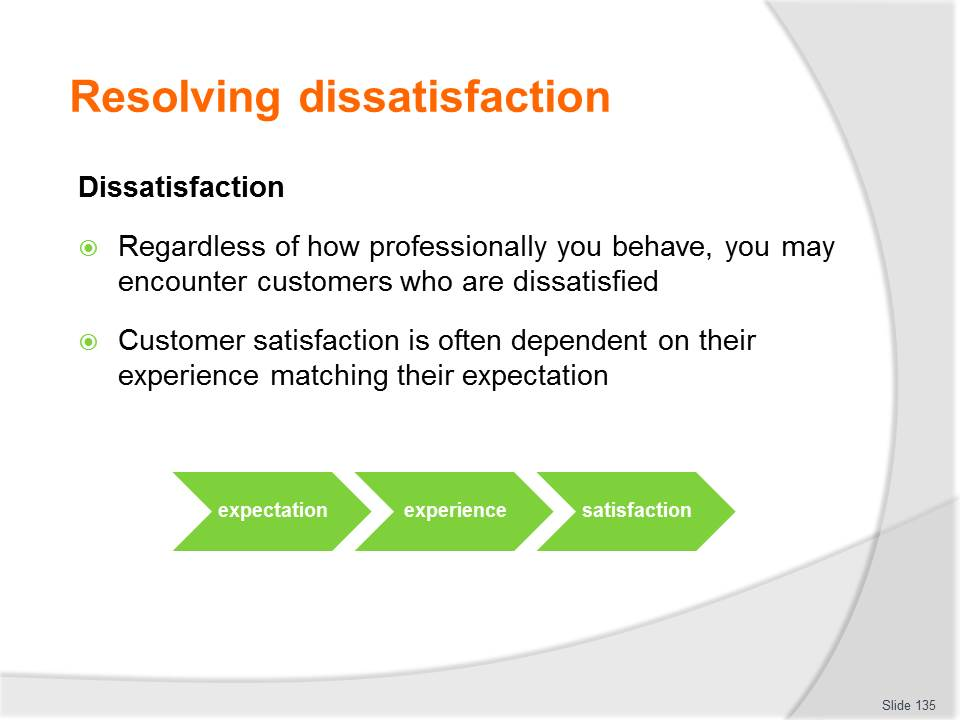 Resolving dissatisfaction
Dissatisfaction
Regardless of how professionally you behave, you may
encounter customers who are dissatisfied
Customer satisfaction is often dependent on their
experience matching their expectation
expectation
experience
satisfaction
Slide 135